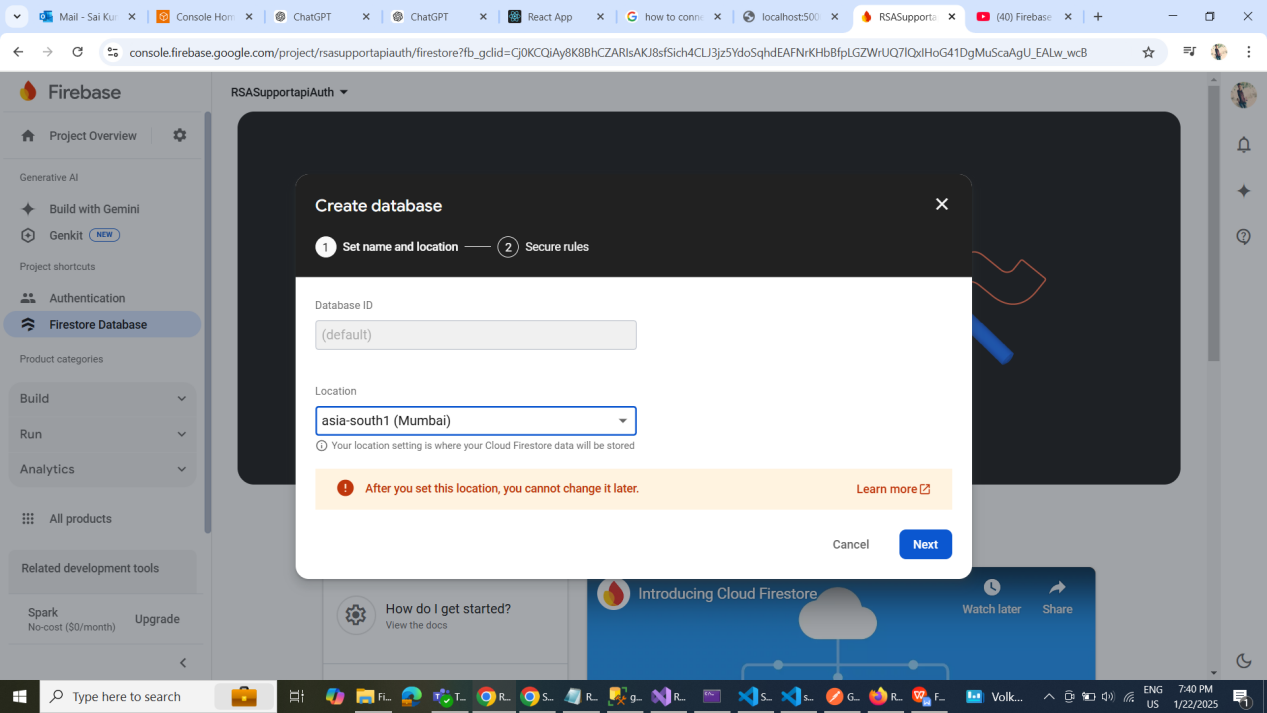 Mail - Sai Kur
Console Hom
ChatGPT
ChatGPT
React App
how to conne
localhost:500
RSASupporta
(40) Firebase
console.firebase.google.com/project/rsasupportapiauth/firestore?fb_gclid=Cj0KCQiAy8K8BhCZARIsAKJ8sfSich4CLJ3jz5YdoSqhdEAFNrKHbBfpLGZWrUQ7lQxIHoG41DgMuScaAgU_EALw_wcB
Firebase
RSASupportapiAuth
Project Overview
Generative AI
Build with Gemini
Genkit NEW
Project shortcuts
Authentication
Firestore Database
Product categories
Build
Run
Analytics
All products
Related development tools
Spark
No-cost ($0/month)
Upgrade
Create database
1 Set name and location
2 Secure rules
Database ID
(default)
Location
asia-south1 (Mumbai)
Your location setting is where your Cloud Firestore data will be stored
After you set this location, you cannot change it later.
Learn more
Cancel
Next
How do I get started?
View the docs
Introducing Cloud Firestore
Watch later
Share
Type here to search
Fi...
T...
R...
S...
R...
g...
R...
S...
s...
G...
R...
F...
Volk...
ENG
US
7:40 PM
1/22/2025
1